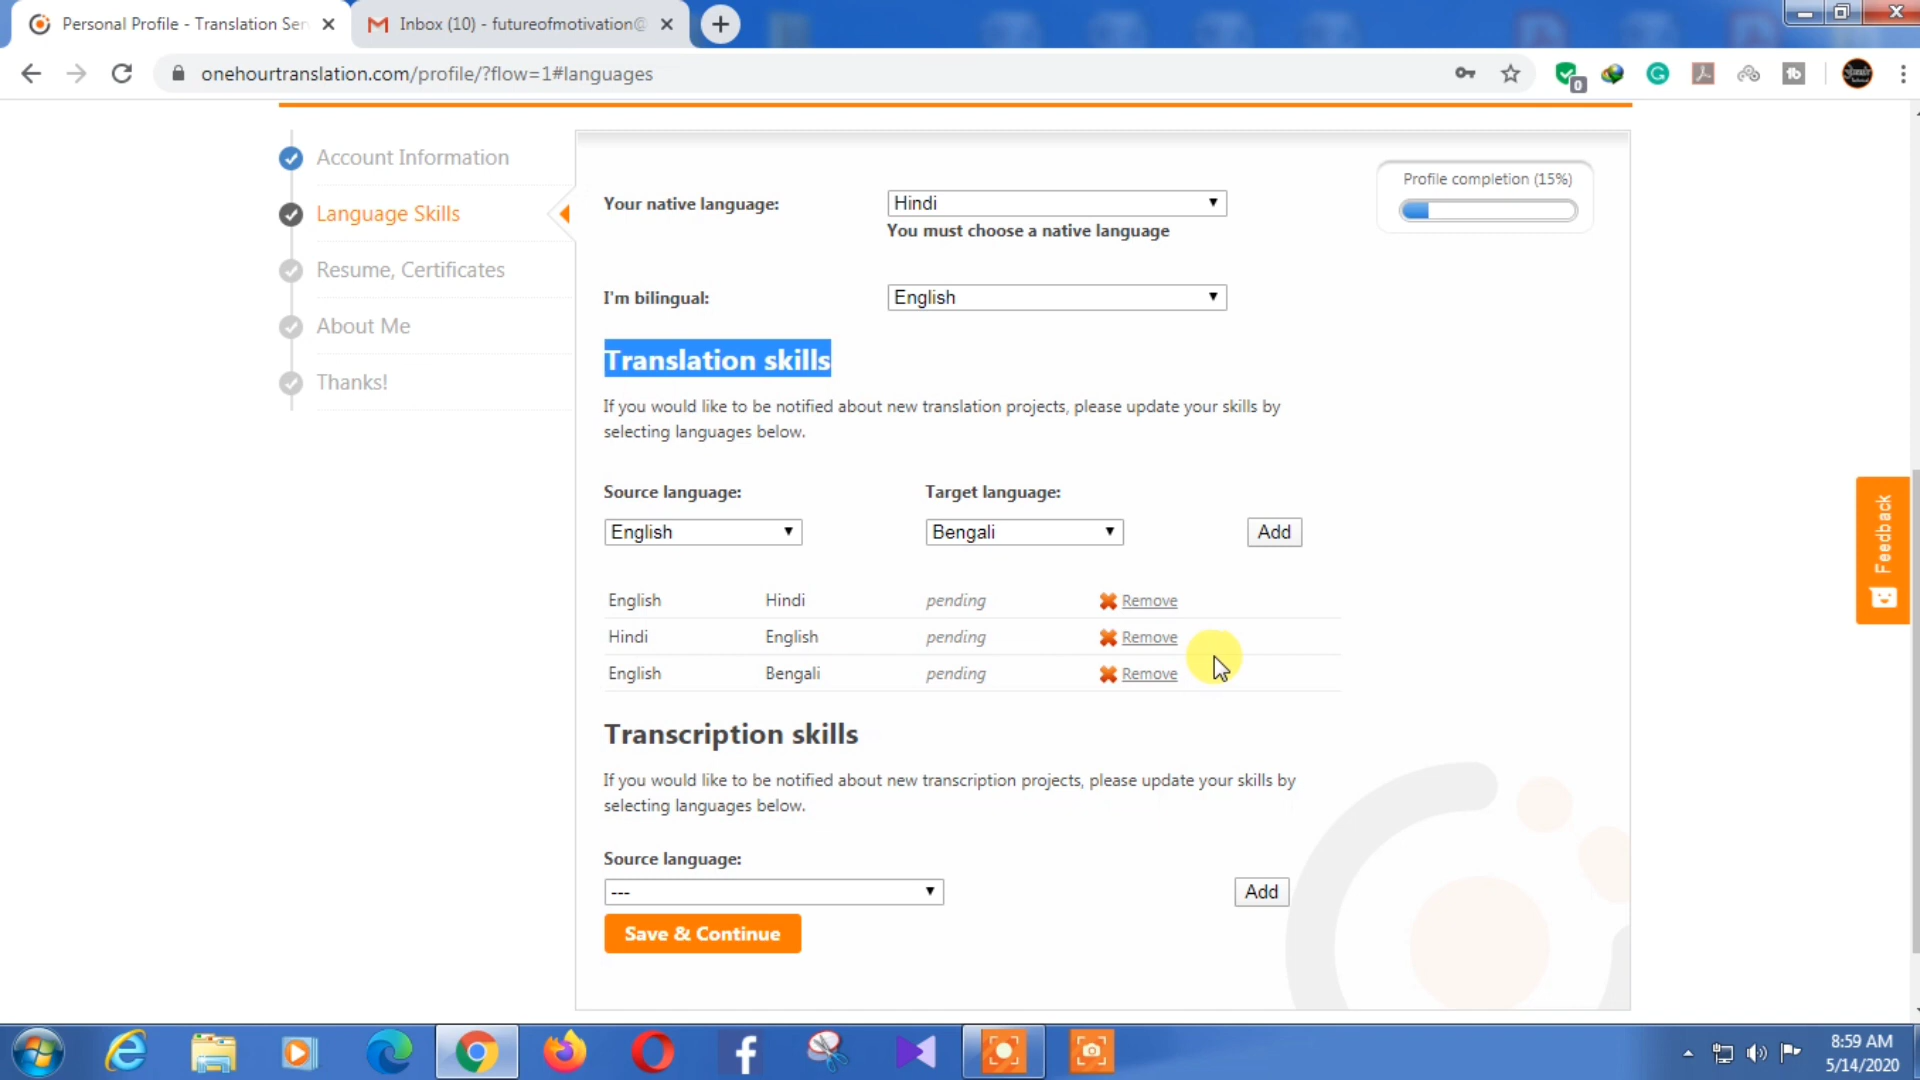 Personal Profile - Translation Ser
Inbox (10) - futureofmotivation@
onehourtranslation.com/profile/?flow=1#languages
0
Account Information
Language Skills
Resume, Certificates
About Me
Thanks!
Your native language:
Hindi
You must choose a native language
Profile completion (15%)
I'm bilingual:
English
Translation skills
If you would like to be notified about new translation projects, please update your skills by
selecting languages below.
Source language:
Target language:
English
Bengali
Add
English Hindi pending Remove
Hindi English pending Remove
English Bengali pending Remove
Transcription skills
If you would like to be notified about new transcription projects, please update your skills by
selecting languages below.
Source language:
---
Add
Save & Continue
Feedback
8:59 AM
5/14/2020